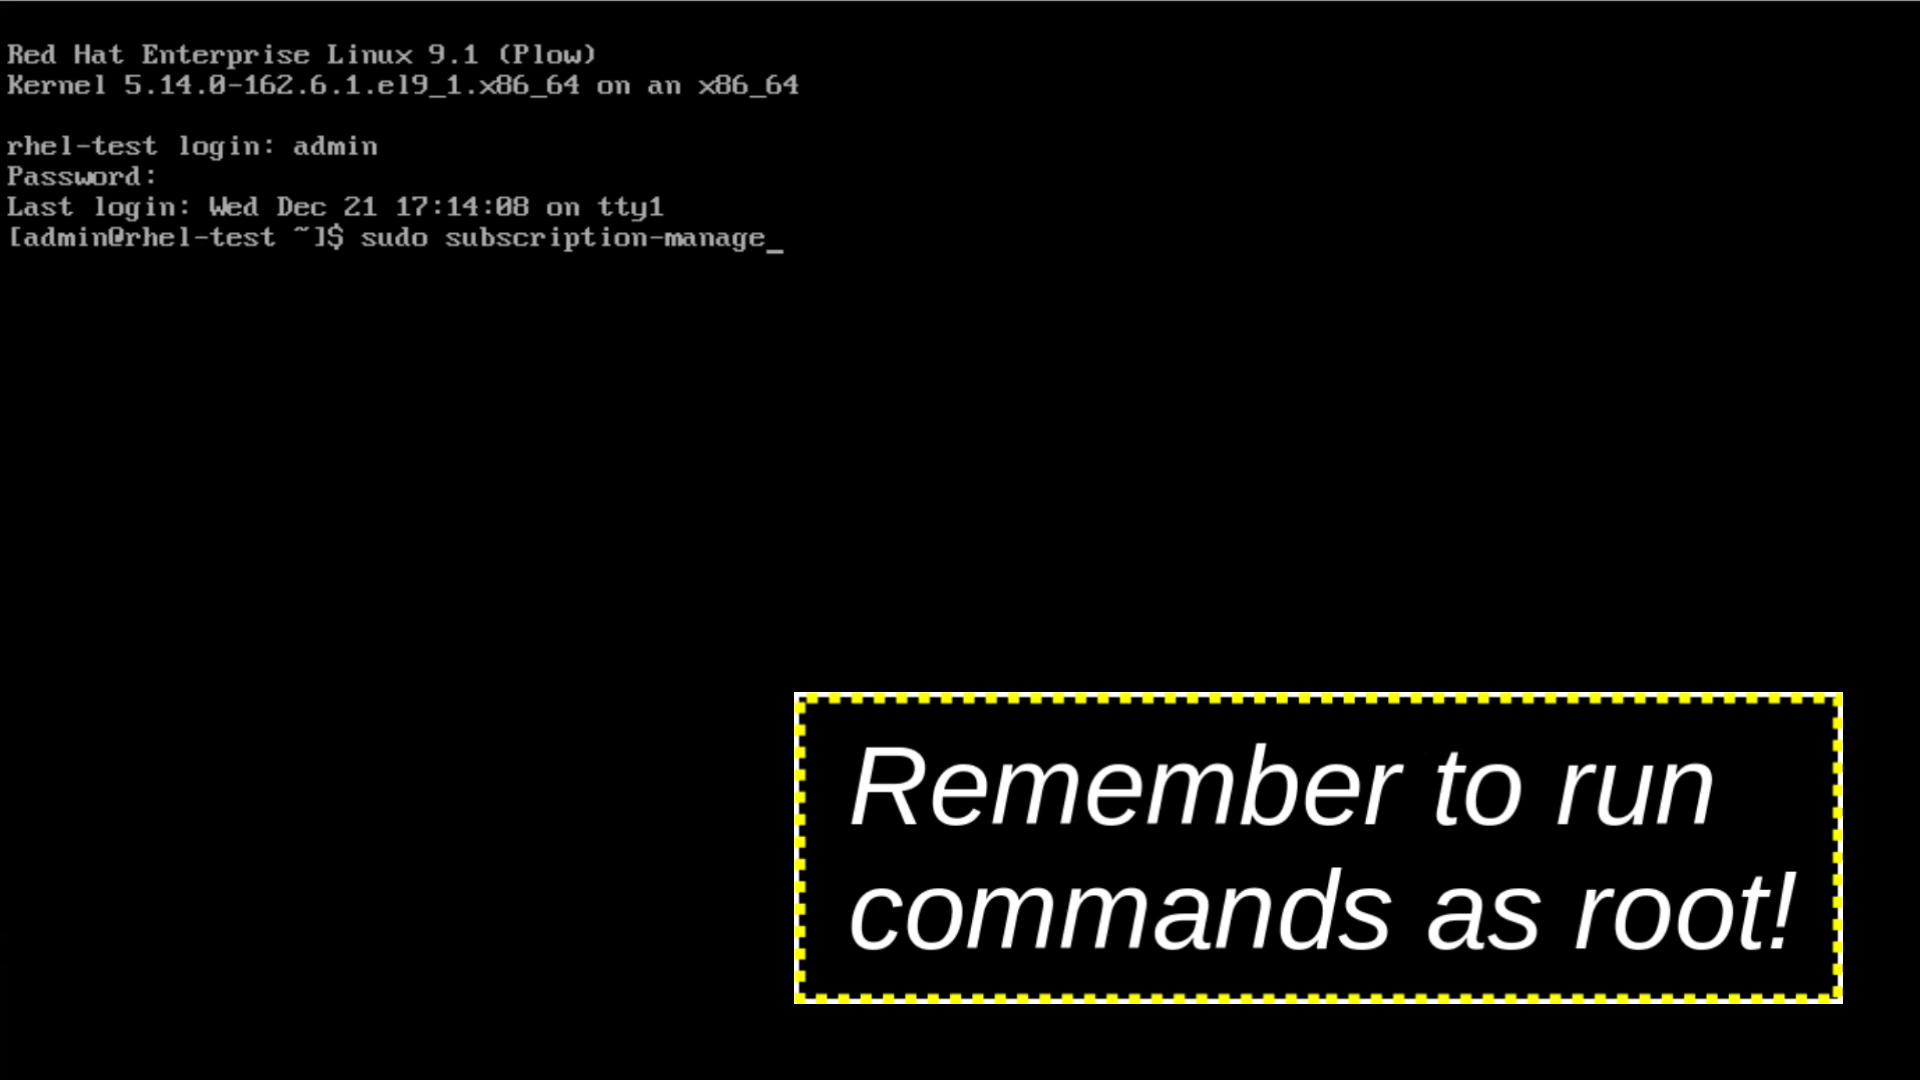 Red Hat Enterprise Linux 9.1 (Plow)
Kernel 5.14.0-162.6.1.el9_1.x86_64 on an x86_64
rhel-test login: admin
Password:
Last login: Wed Dec 21 17:14:08 on tty1
[admin@rhel-test ~]$ sudo subscription-manage_
Remember to run
commands as root!